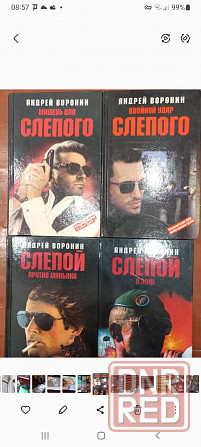 08:57
99%
АНДРЕЙ ВОРОНИН
МИШЕНЬ ДЛЯ
СЛЕПОГО
АНДРЕЙ ВОРОНИН
ДВОЙНОЙ УДАР
СЛЕПОГО
АНДРЕЙ ВОРОНИН
СЛЕПОЙ
ПРОТИВ МАНЬЯКА
АНДРЕЙ ВОРОНИН
СЛЕПОЙ
В ЗОНЕ
DNR
RED